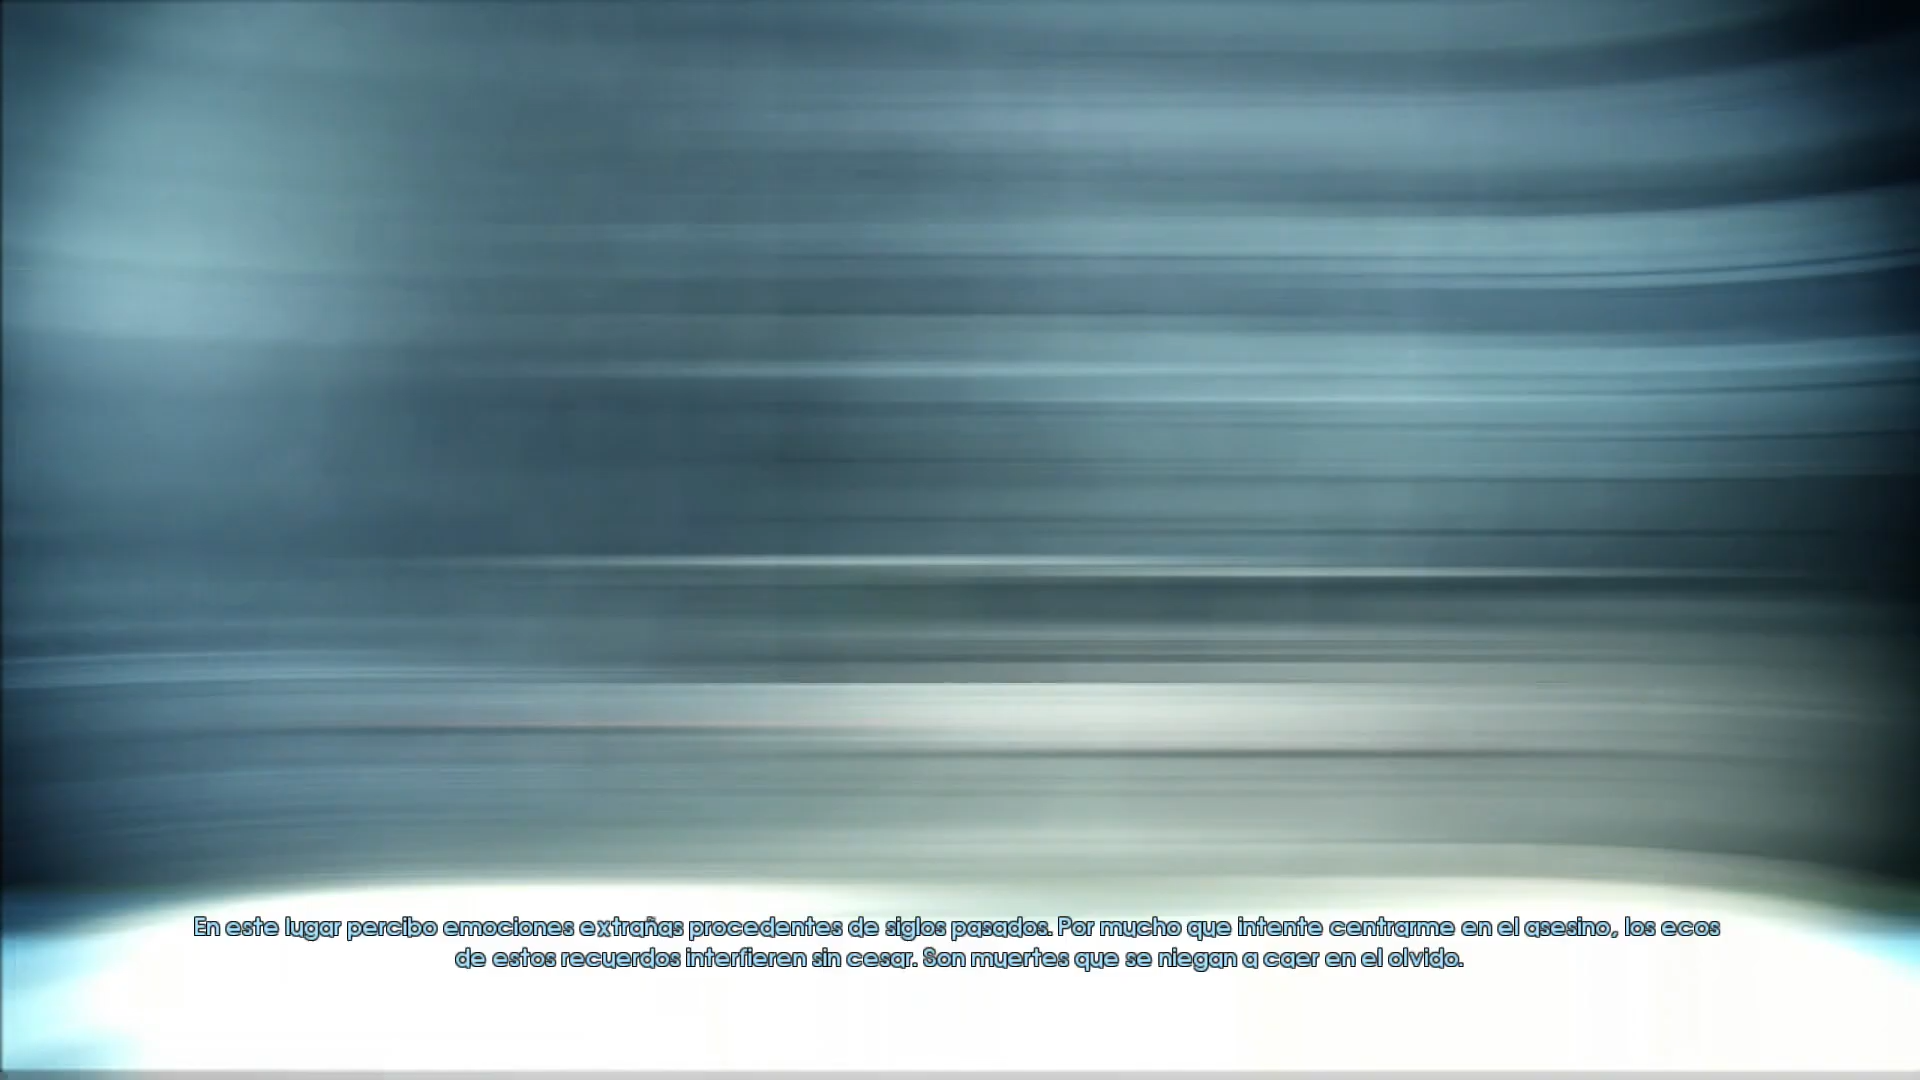 En este lugar percibo emociones extrañas procedentes de siglos pasados. Por mucho que intente centrarme en el asesino, los ecos
de estos recuerdos interfieren sin cesar. Son muertes que se niegan a caer en el olvido.